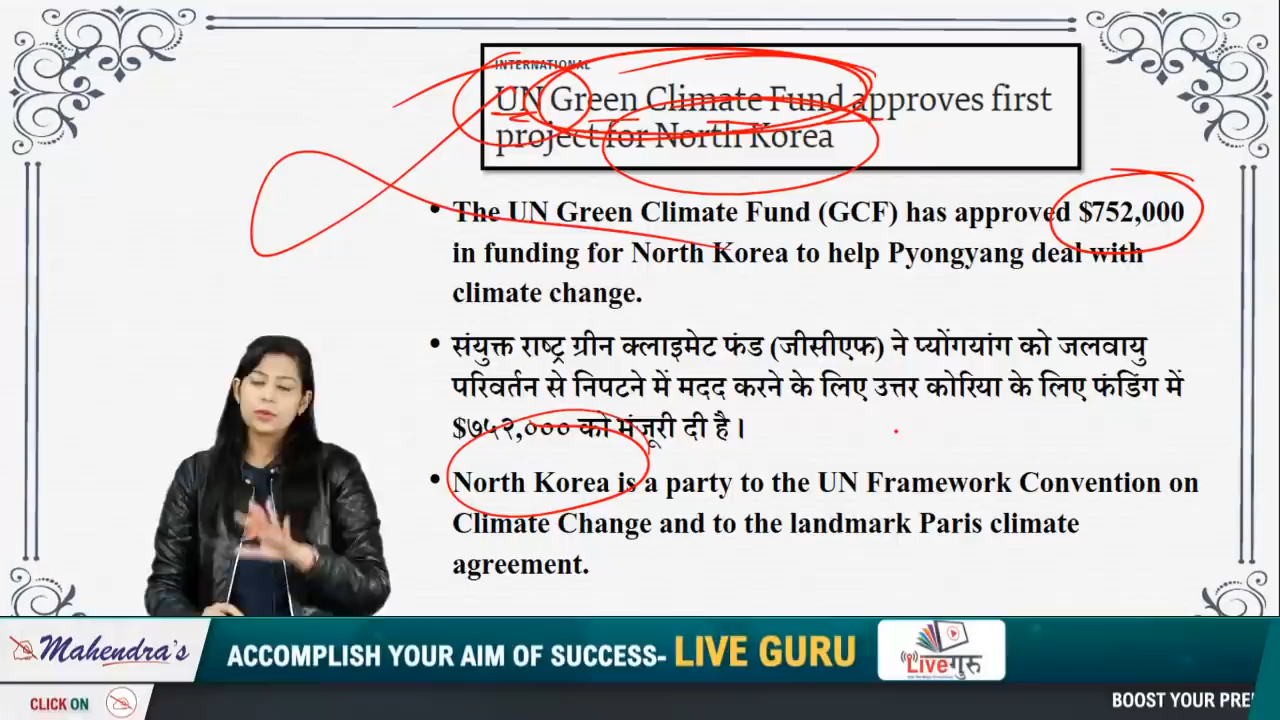 INTERNATIONAL
UN Green Climate Fund approves first
project for North Korea
• The UN Green Climate Fund (GCF) has approved $752,000
in funding for North Korea to help Pyongyang deal with
climate change.
• संयुक्त राष्ट्र ग्रीन क्लाइमेट फंड (जीसीएफ) ने प्योंगयांग को जलवायु
परिवर्तन से निपटने में मदद करने के लिए उत्तर कोरिया के लिए फंडिंग में
$७५२,००० को मंजूरी दी है।
• North Korea is a party to the UN Framework Convention on
Climate Change and to the landmark Paris climate
agreement.
Mahendra's
ACCOMPLISH YOUR AIM OF SUCCESS- LIVE GURU
Liveगुरु
CLICK ON
BOOST YOUR PRE